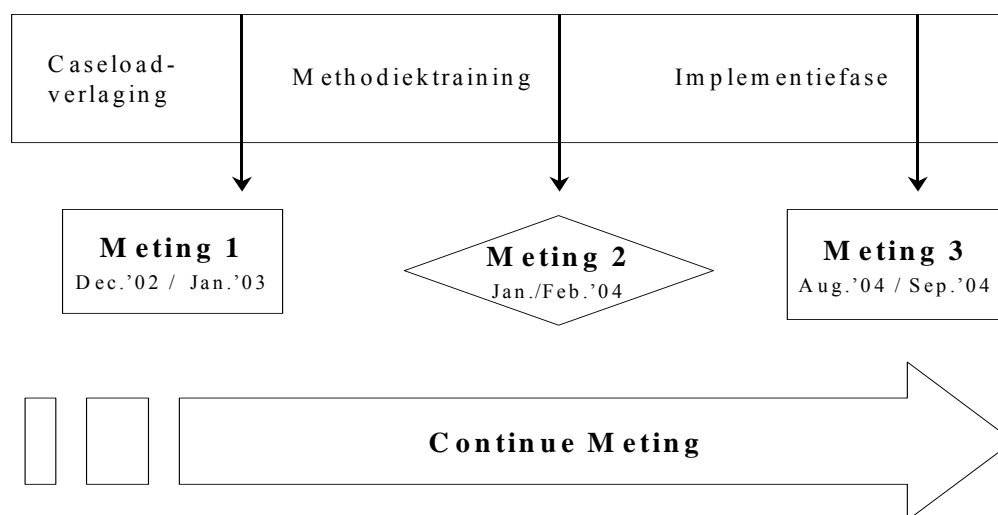 Caseload-
verlaging
Methodiektraining
Implementiefase
Meting 1
Dec.’02 / Jan.’03
Meting 2
Jan./Feb.’04
Meting 3
Aug.’04 / Sep.’04
Continue Meting